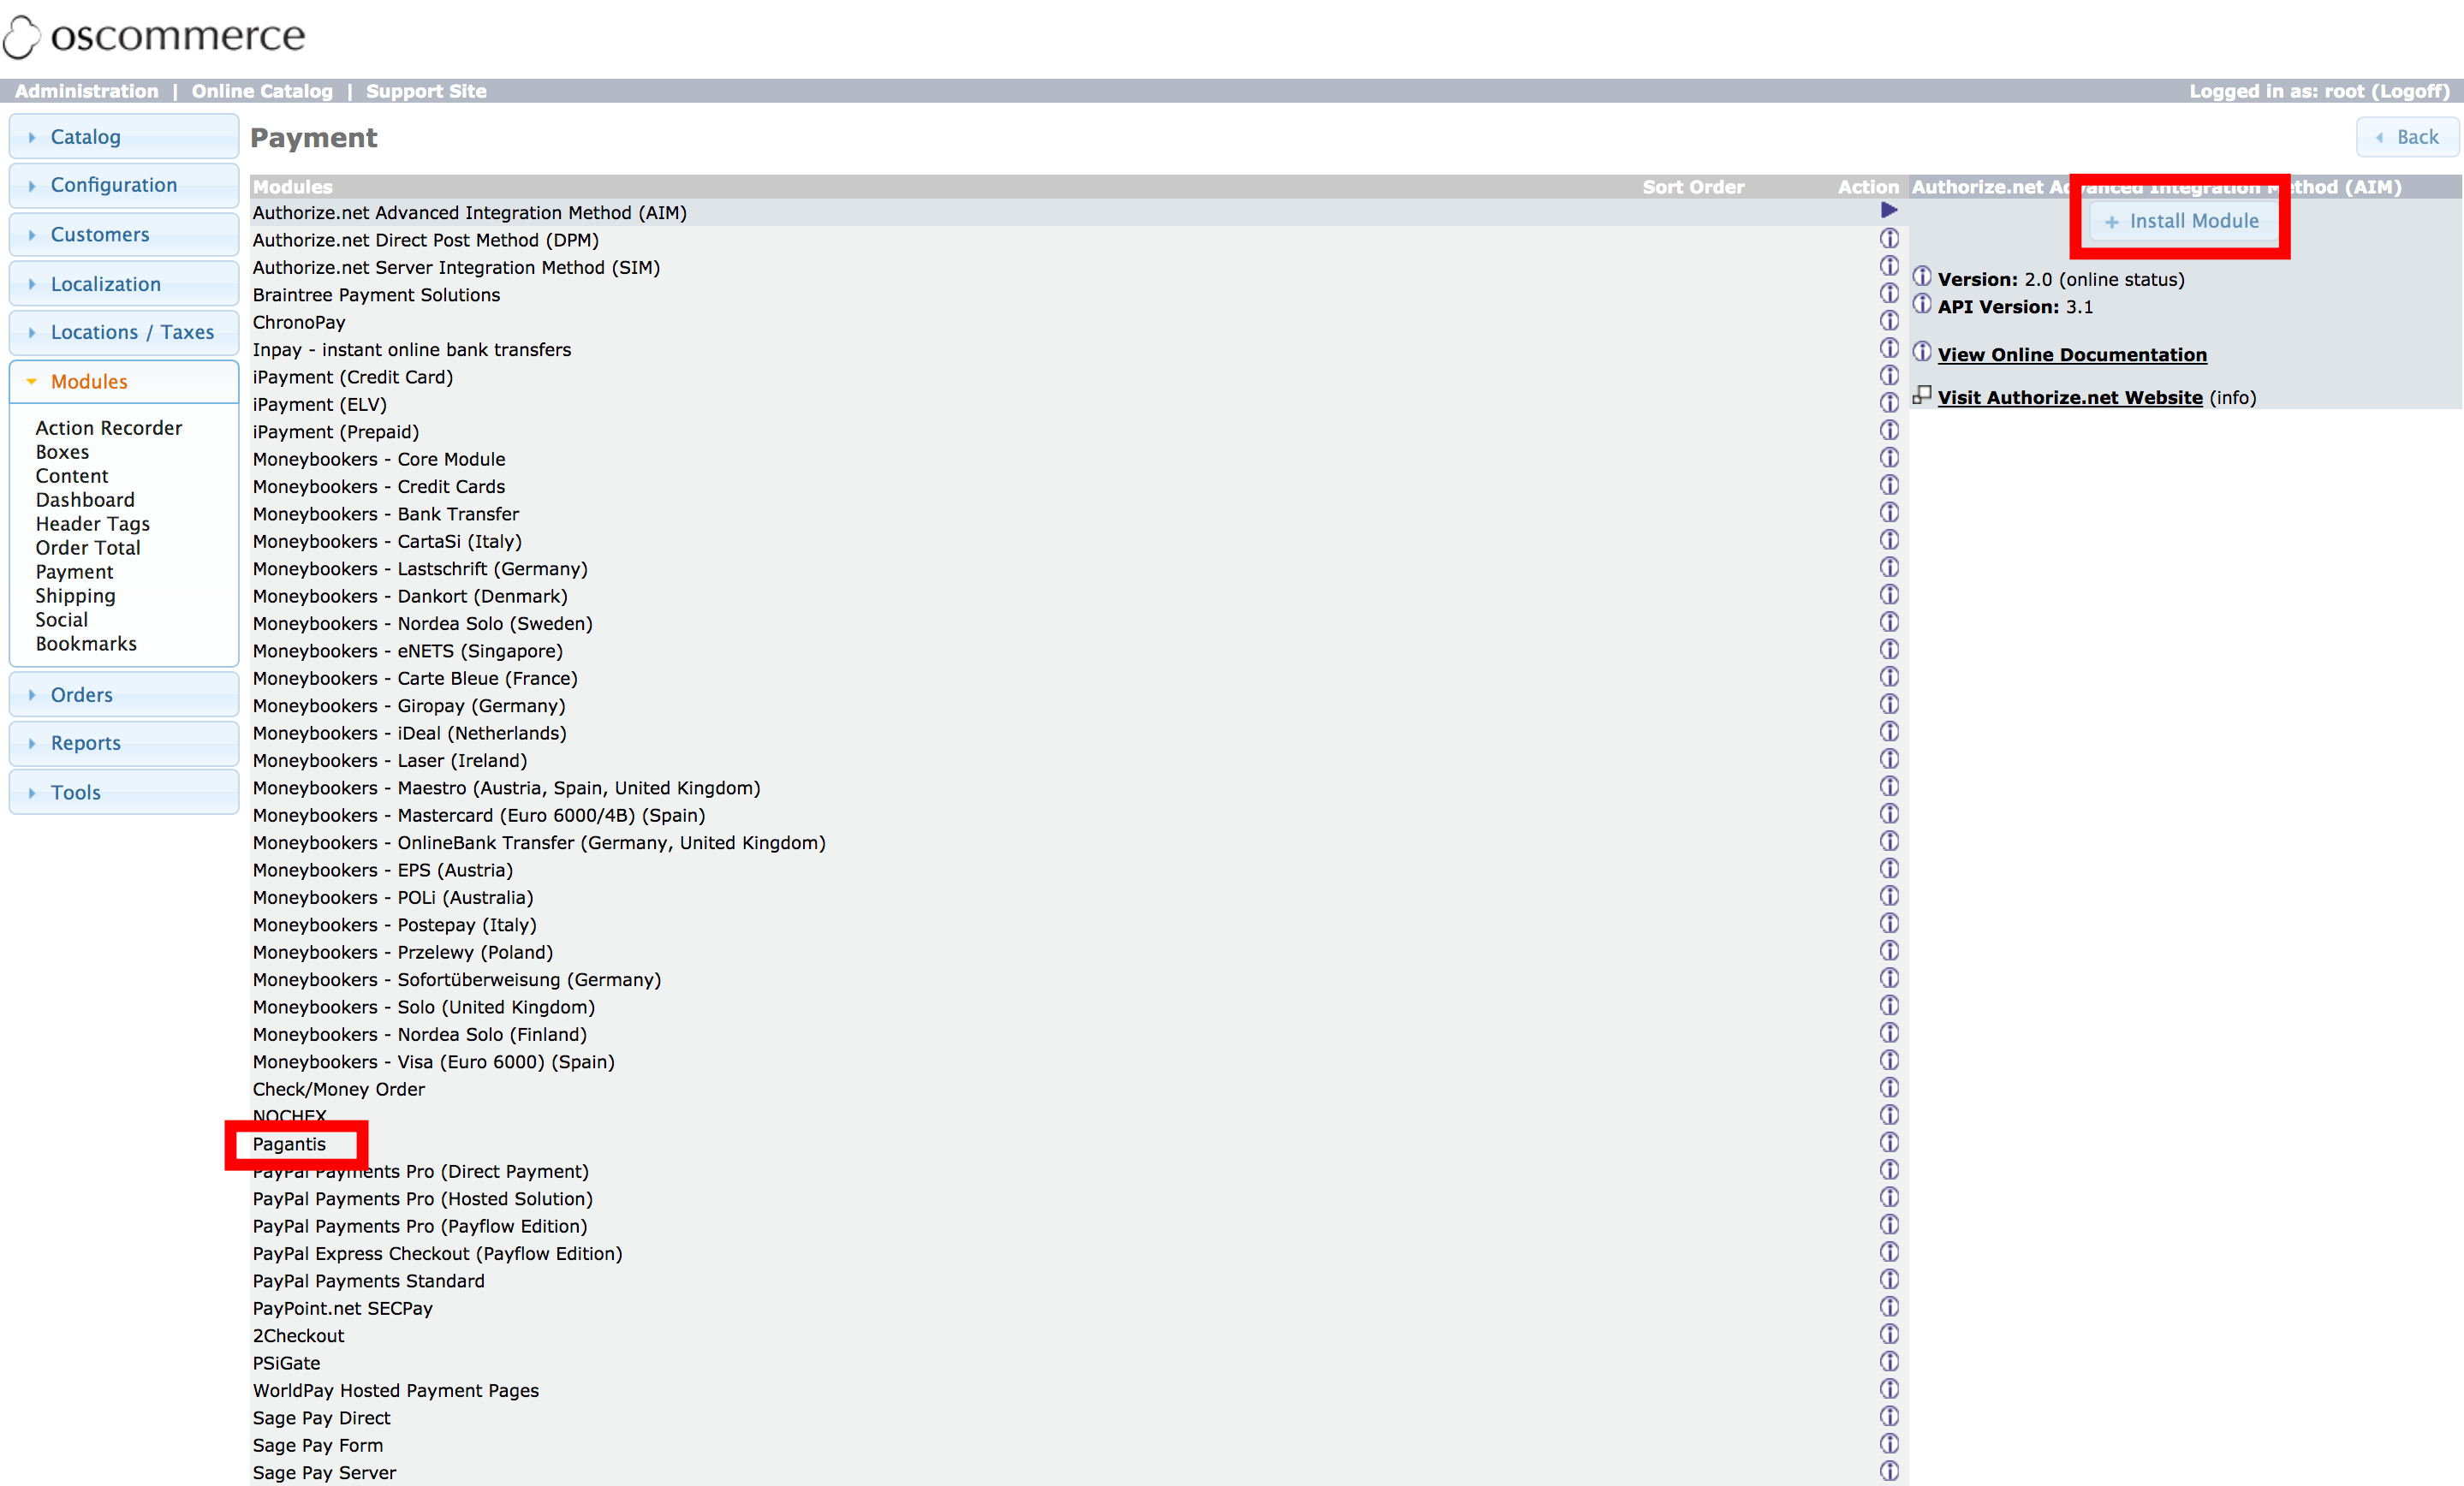 oscommerce
Administration | Online Catalog | Support Site
Logged in as: root (Logoff)
Catalog
Configuration
Customers
Localization
Locations / Taxes
Modules
Action Recorder
Boxes
Content
Dashboard
Header Tags
Order Total
Payment
Shipping
Social
Bookmarks
Orders
Reports
Tools
Payment
Back
Modules Sort Order Action
Authorize.net Advanced Integration Method (AIM)
Authorize.net Direct Post Method (DPM)
Authorize.net Server Integration Method (SIM)
Braintree Payment Solutions
ChronoPay
Inpay - instant online bank transfers
iPayment (Credit Card)
iPayment (ELV)
iPayment (Prepaid)
Moneybookers - Core Module
Moneybookers - Credit Cards
Moneybookers - Bank Transfer
Moneybookers - CartaSi (Italy)
Moneybookers - Lastschrift (Germany)
Moneybookers - Dankort (Denmark)
Moneybookers - Nordea Solo (Sweden)
Moneybookers - eNETS (Singapore)
Moneybookers - Carte Bleue (France)
Moneybookers - Giropay (Germany)
Moneybookers - iDeal (Netherlands)
Moneybookers - Laser (Ireland)
Moneybookers - Maestro (Austria, Spain, United Kingdom)
Moneybookers - Mastercard (Euro 6000/4B) (Spain)
Moneybookers - OnlineBank Transfer (Germany, United Kingdom)
Moneybookers - EPS (Austria)
Moneybookers - POLi (Australia)
Moneybookers - Postepay (Italy)
Moneybookers - Przelewy (Poland)
Moneybookers - Sofortüberweisung (Germany)
Moneybookers - Solo (United Kingdom)
Moneybookers - Nordea Solo (Finland)
Moneybookers - Visa (Euro 6000) (Spain)
Check/Money Order
NOCHEX
Pagantis
PayPal Payments Pro (Direct Payment)
PayPal Payments Pro (Hosted Solution)
PayPal Payments Pro (Payflow Edition)
PayPal Express Checkout (Payflow Edition)
PayPal Payments Standard
PayPoint.net SECPay
2Checkout
PSiGate
WorldPay Hosted Payment Pages
Sage Pay Direct
Sage Pay Form
Sage Pay Server
Authorize.net Advanced Integration Method (AIM)
+ Install Module
Version: 2.0 (online status)
API Version: 3.1
View Online Documentation
Visit Authorize.net Website (info)